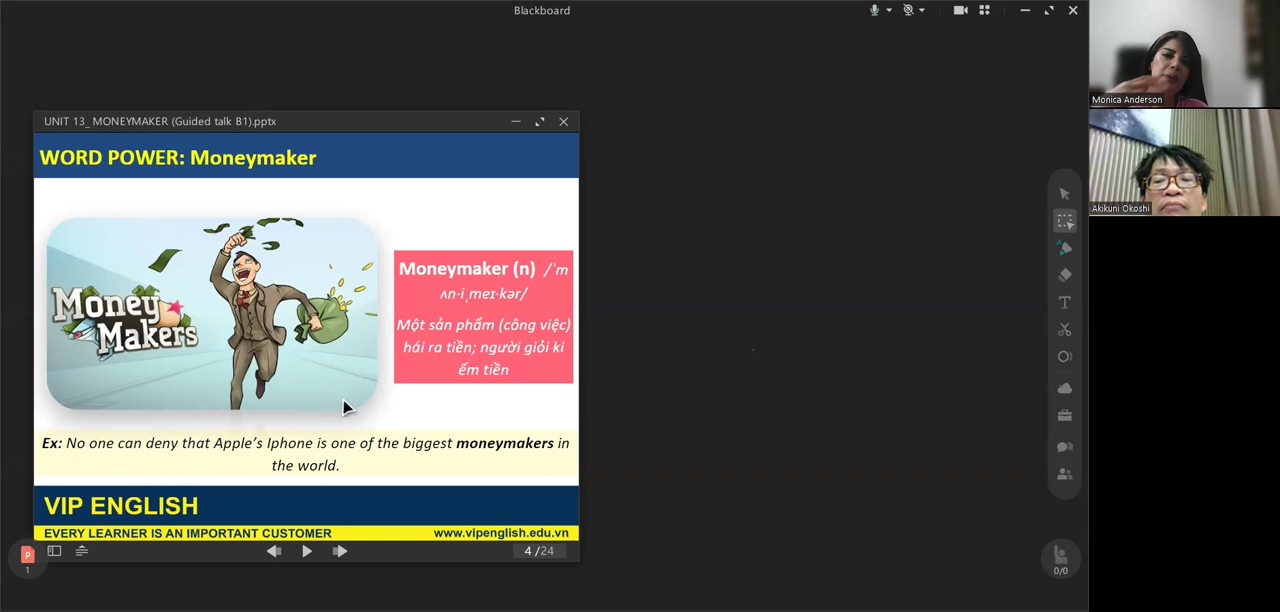 Blackboard
UNIT 13_ MONEYMAKER (Guided talk B1).pptx
WORD POWER: Moneymaker
Money
Makers
Moneymaker (n) /ˈm
ʌn·iˌmeɪ·kər/
Một sản phẩm (công việc)
hái ra tiền; người giỏi ki
ếm tiền
Ex: No one can deny that Apple’s Iphone is one of the biggest moneymakers in
the world.
VIP ENGLISH
EVERY LEARNER IS AN IMPORTANT CUSTOMER
www.vipenglish.edu.vn
4 /24
P
1
T
0/0
Monica Anderson
Akikuni Okoshi